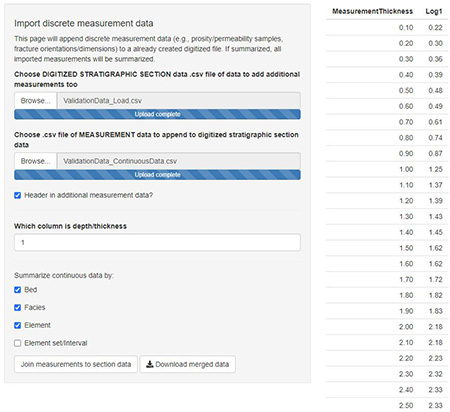 Import discrete measurement data
This page will append discrete measurement data (e.g., prosity/permeability samples,
fracture orientations/dimensions) to a already created digitized file. If summarized, all
imported measurements will be summarized.
Choose DIGITIZED STRATIGRAPHIC SECTION data .csv file of data to add additional
measurements too
Browse... ValidationData_Load.csv
Upload complete
Choose .csv file of MEASUREMENT data to append to digitized stratigraphic section
data
Browse... ValidationData_ContinuousData.csv
Upload complete
Header in additional measurement data?
Which column is depth/thickness
1
Summarize continuous data by:
Bed
Facies
Element
Element set/Interval
Join measurements to section data Download merged data
MeasurementThickness Log1
0.10 0.22
0.20 0.30
0.30 0.36
0.40 0.39
0.50 0.48
0.60 0.49
0.70 0.61
0.80 0.74
0.90 0.87
1.00 1.25
1.10 1.37
1.20 1.39
1.30 1.43
1.40 1.45
1.50 1.62
1.60 1.62
1.70 1.72
1.80 1.82
1.90 1.83
2.00 2.18
2.10 2.18
2.20 2.23
2.30 2.32
2.40 2.33
2.50 2.33